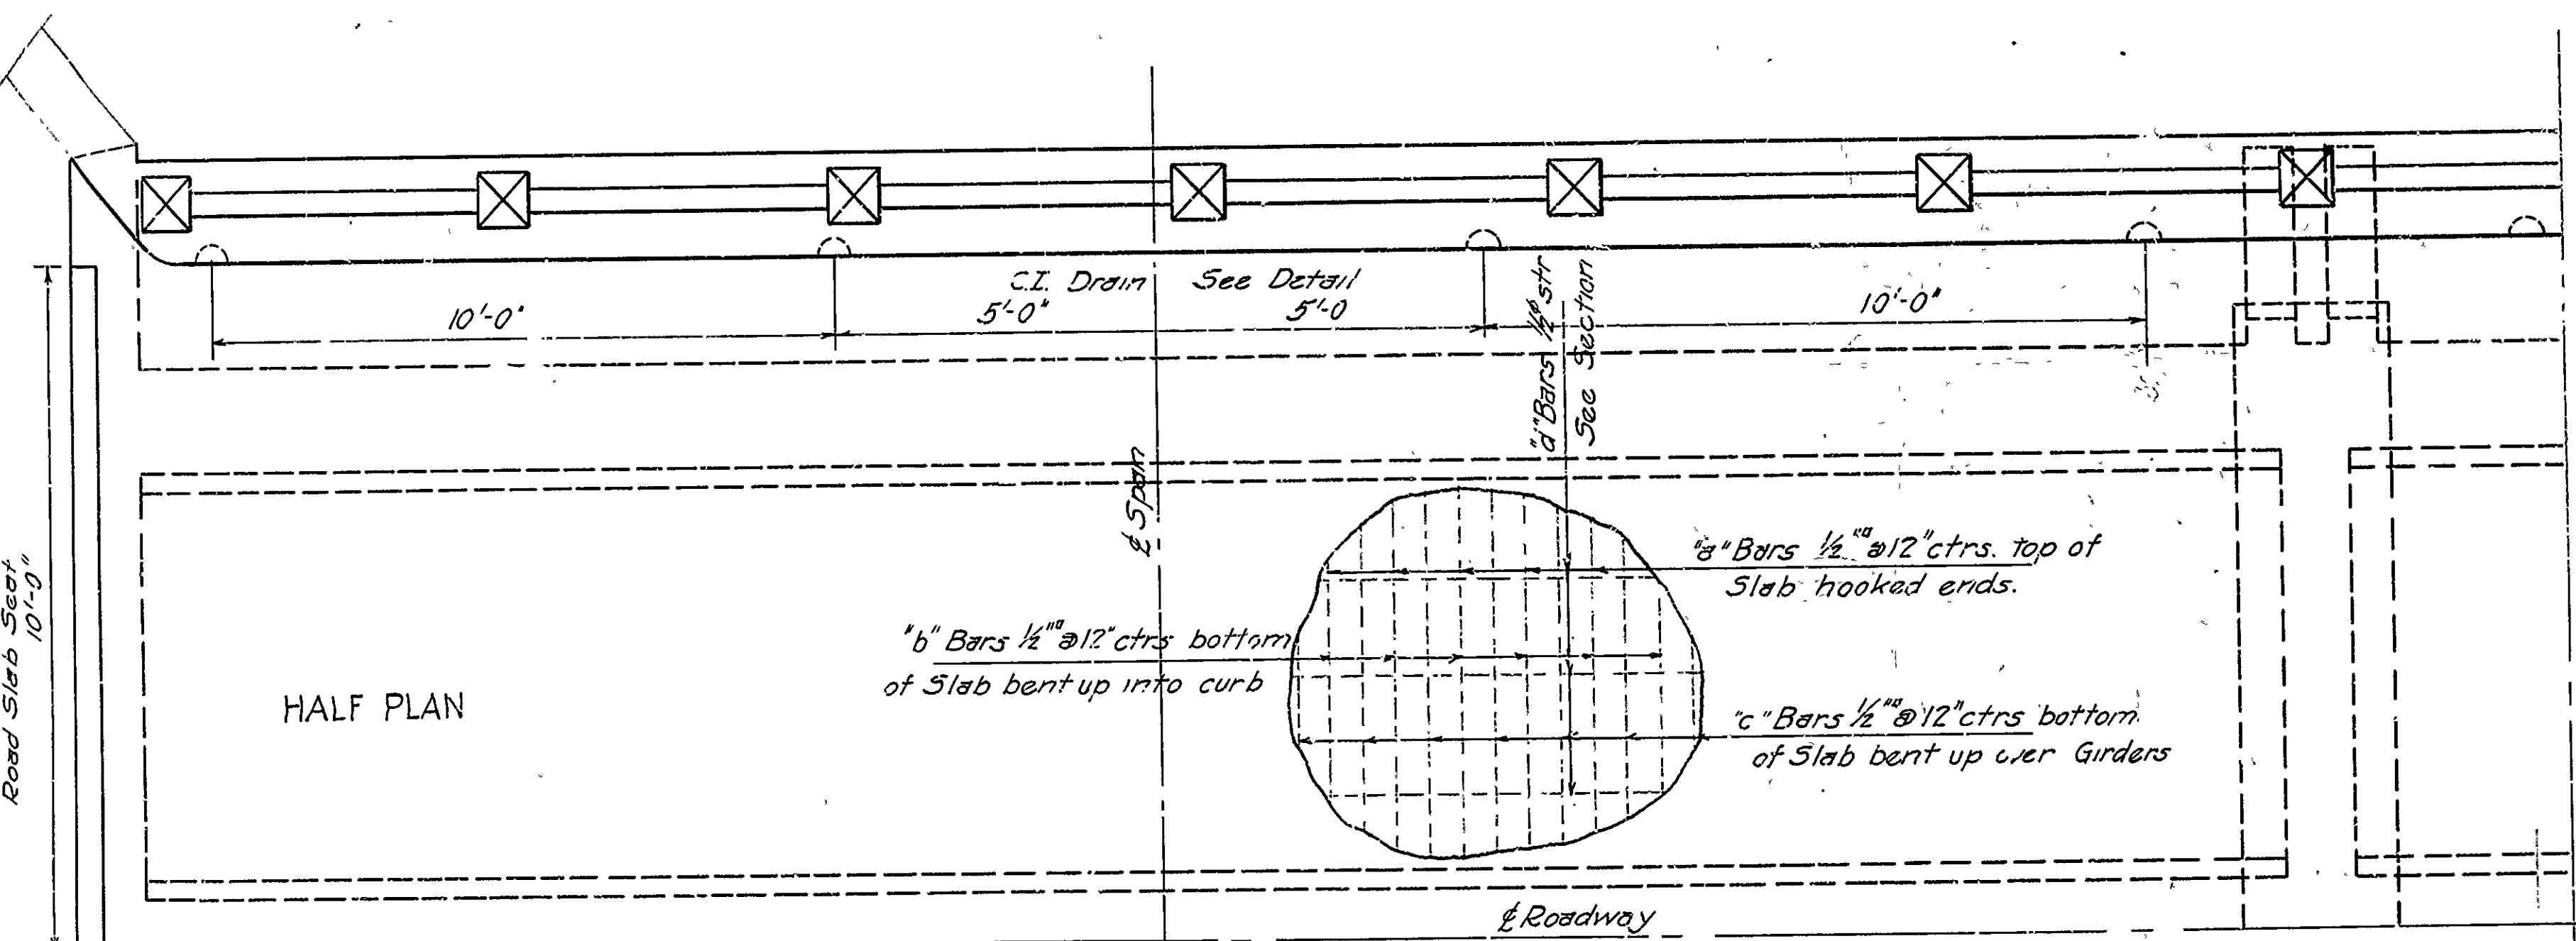 C.I. Drain See Detail
10'-0"
5'-0"
5'-0
10'-0"
"d" Bars ½"ᶲ str
See Section
℄ Span
"a" Bars ½"□ @ 12" ctrs. top of
Slab hooked ends.
"b" Bars ½"□ @ 12" ctrs bottom
of Slab bent up into curb
"c" Bars ½"□ @ 12" ctrs bottom
of Slab bent up over Girders
HALF PLAN
Road Slab Seat
10'-0"
℄ Roadway